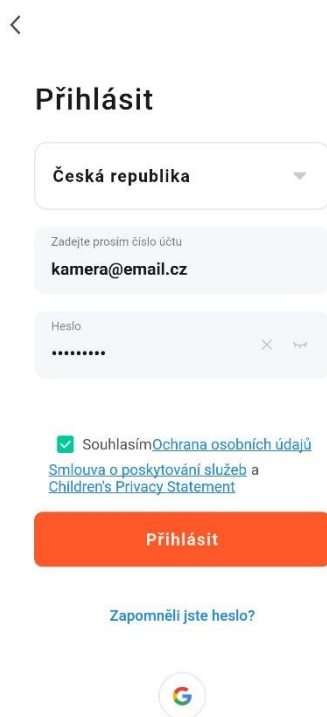 Přihlásit
Česká republika
Zadejte prosím číslo účtu
kamera@email.cz
Heslo
•••••••••
SouhlasímOchrana osobních údajů
Smlouva o poskytování služeb a
Children's Privacy Statement
Přihlásit
Zapomněli jste heslo?